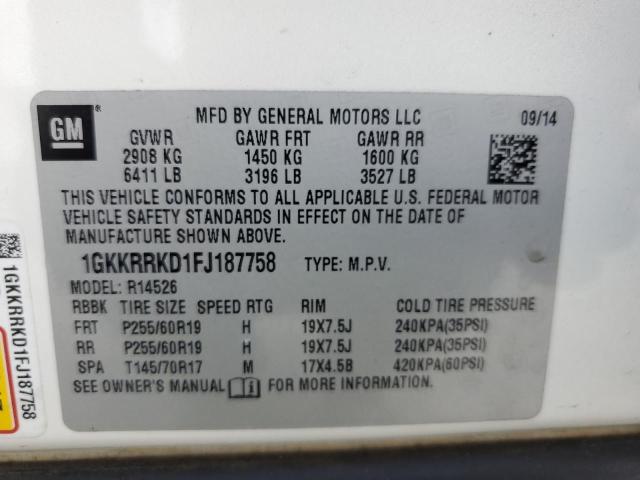 GM
®
MFD BY GENERAL MOTORS LLC
09/14
GVWR GAWR FRT GAWR RR
2908 KG 1450 KG 1600 KG
6411 LB 3196 LB 3527 LB
THIS VEHICLE CONFORMS TO ALL APPLICABLE U.S. FEDERAL MOTOR
VEHICLE SAFETY STANDARDS IN EFFECT ON THE DATE OF
MANUFACTURE SHOWN ABOVE.
1GKKRRKD1FJ187758 TYPE: M.P.V.
MODEL: R14526
RBBK TIRE SIZE SPEED RTG RIM COLD TIRE PRESSURE
FRT P255/60R19 H 19X7.5J 240KPA(35PSI)
RR P255/60R19 H 19X7.5J 240KPA(35PSI)
SPA T145/70R17 M 17X4.5B 420KPA(60PSI)
SEE OWNER'S MANUAL FOR MORE INFORMATION.
1GKKRRKD1FJ187758